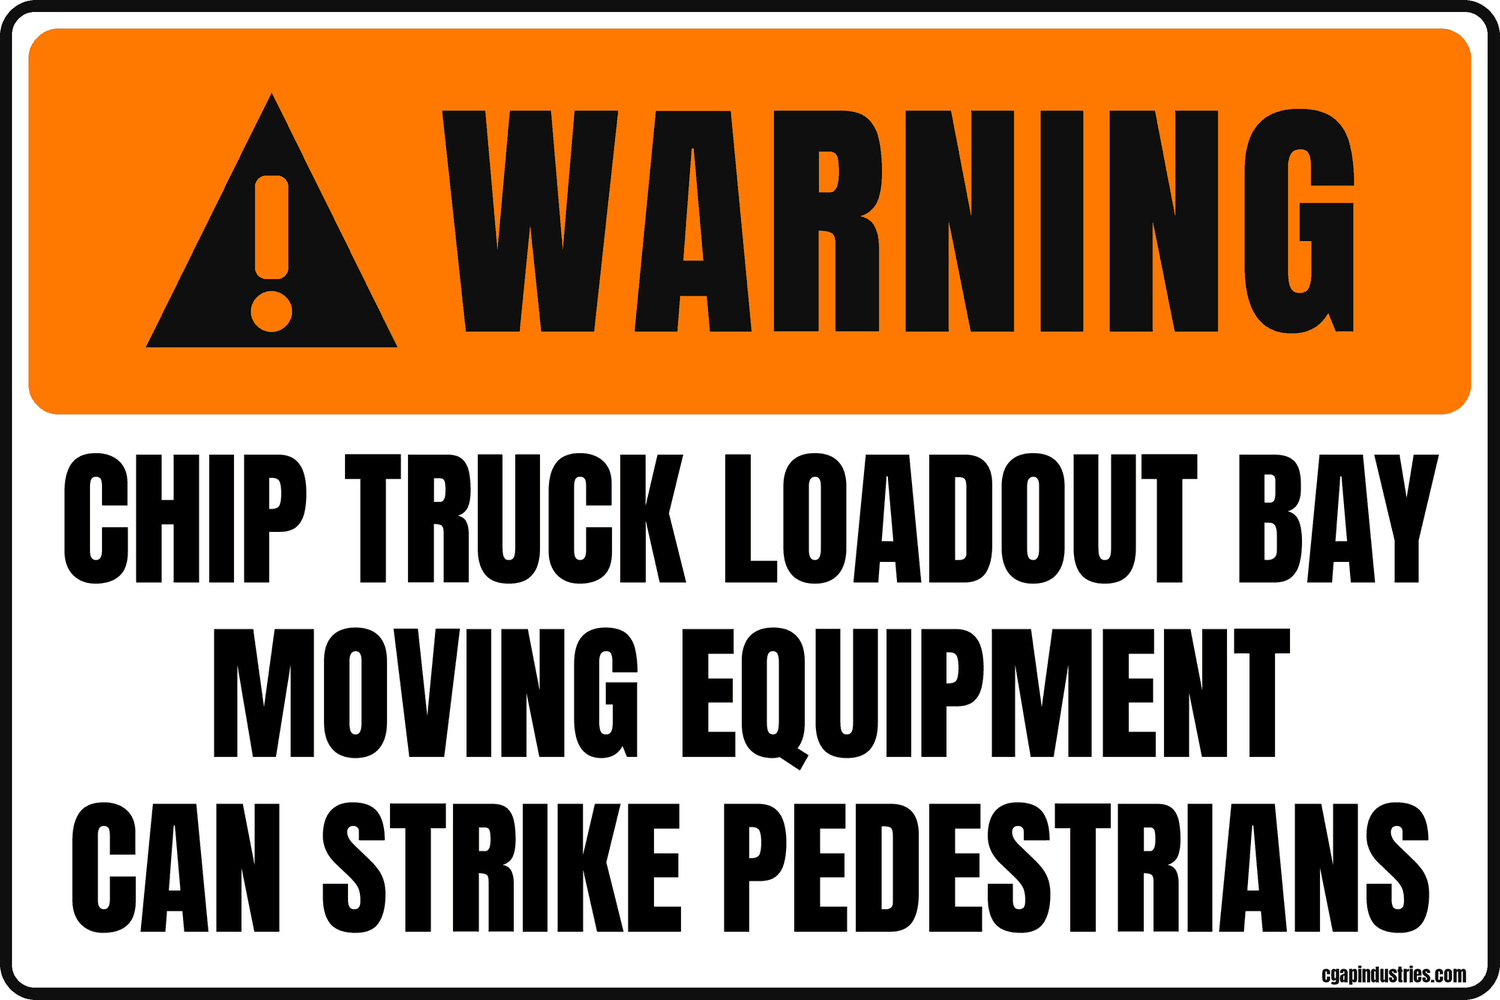 WARNING
CHIP TRUCK LOADOUT BAY
MOVING EQUIPMENT
CAN STRIKE PEDESTRIANS
cgapindustries.com